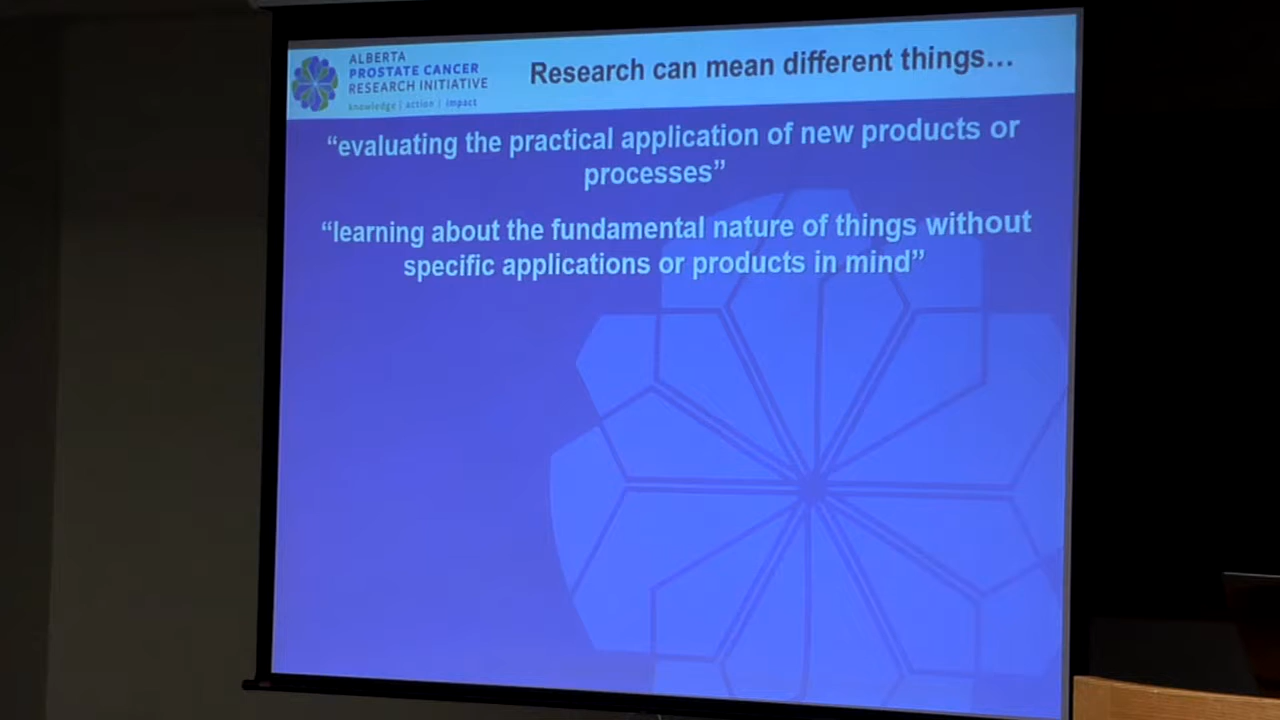 ALBERTA
PROSTATE CANCER
RESEARCH INITIATIVE
knowledge | action | impact
Research can mean different things…
“evaluating the practical application of new products or
processes”
“learning about the fundamental nature of things without
specific applications or products in mind”